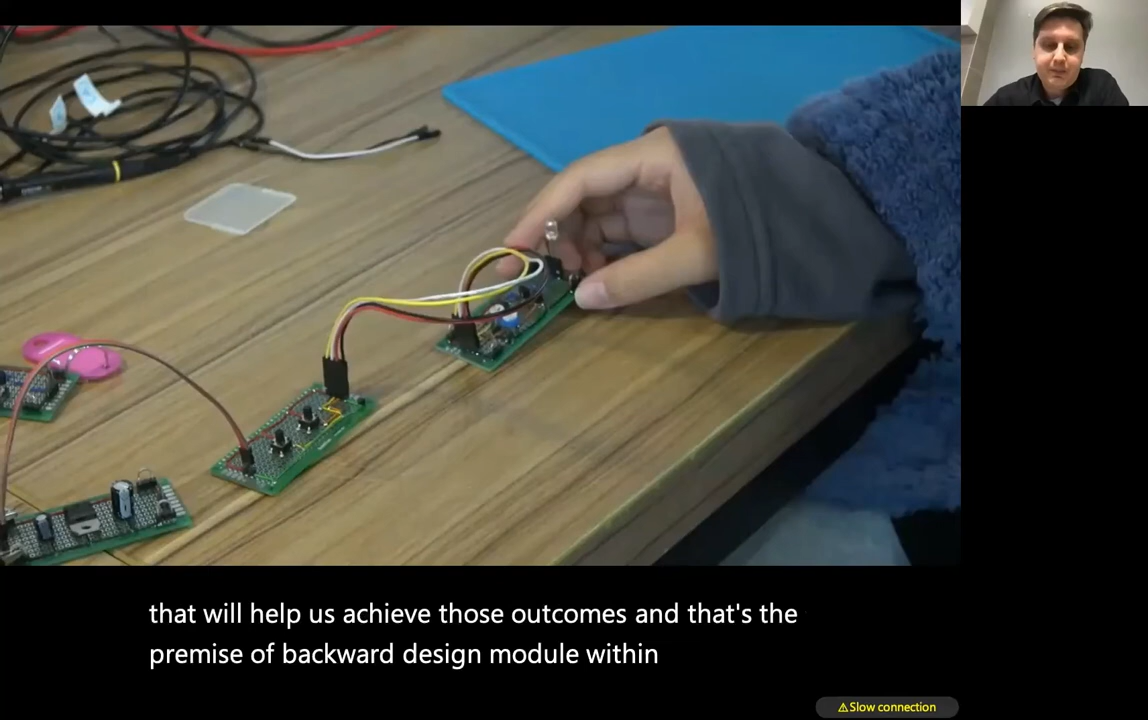 that will help us achieve those outcomes and that's the
premise of backward design module within
⚠Slow connection